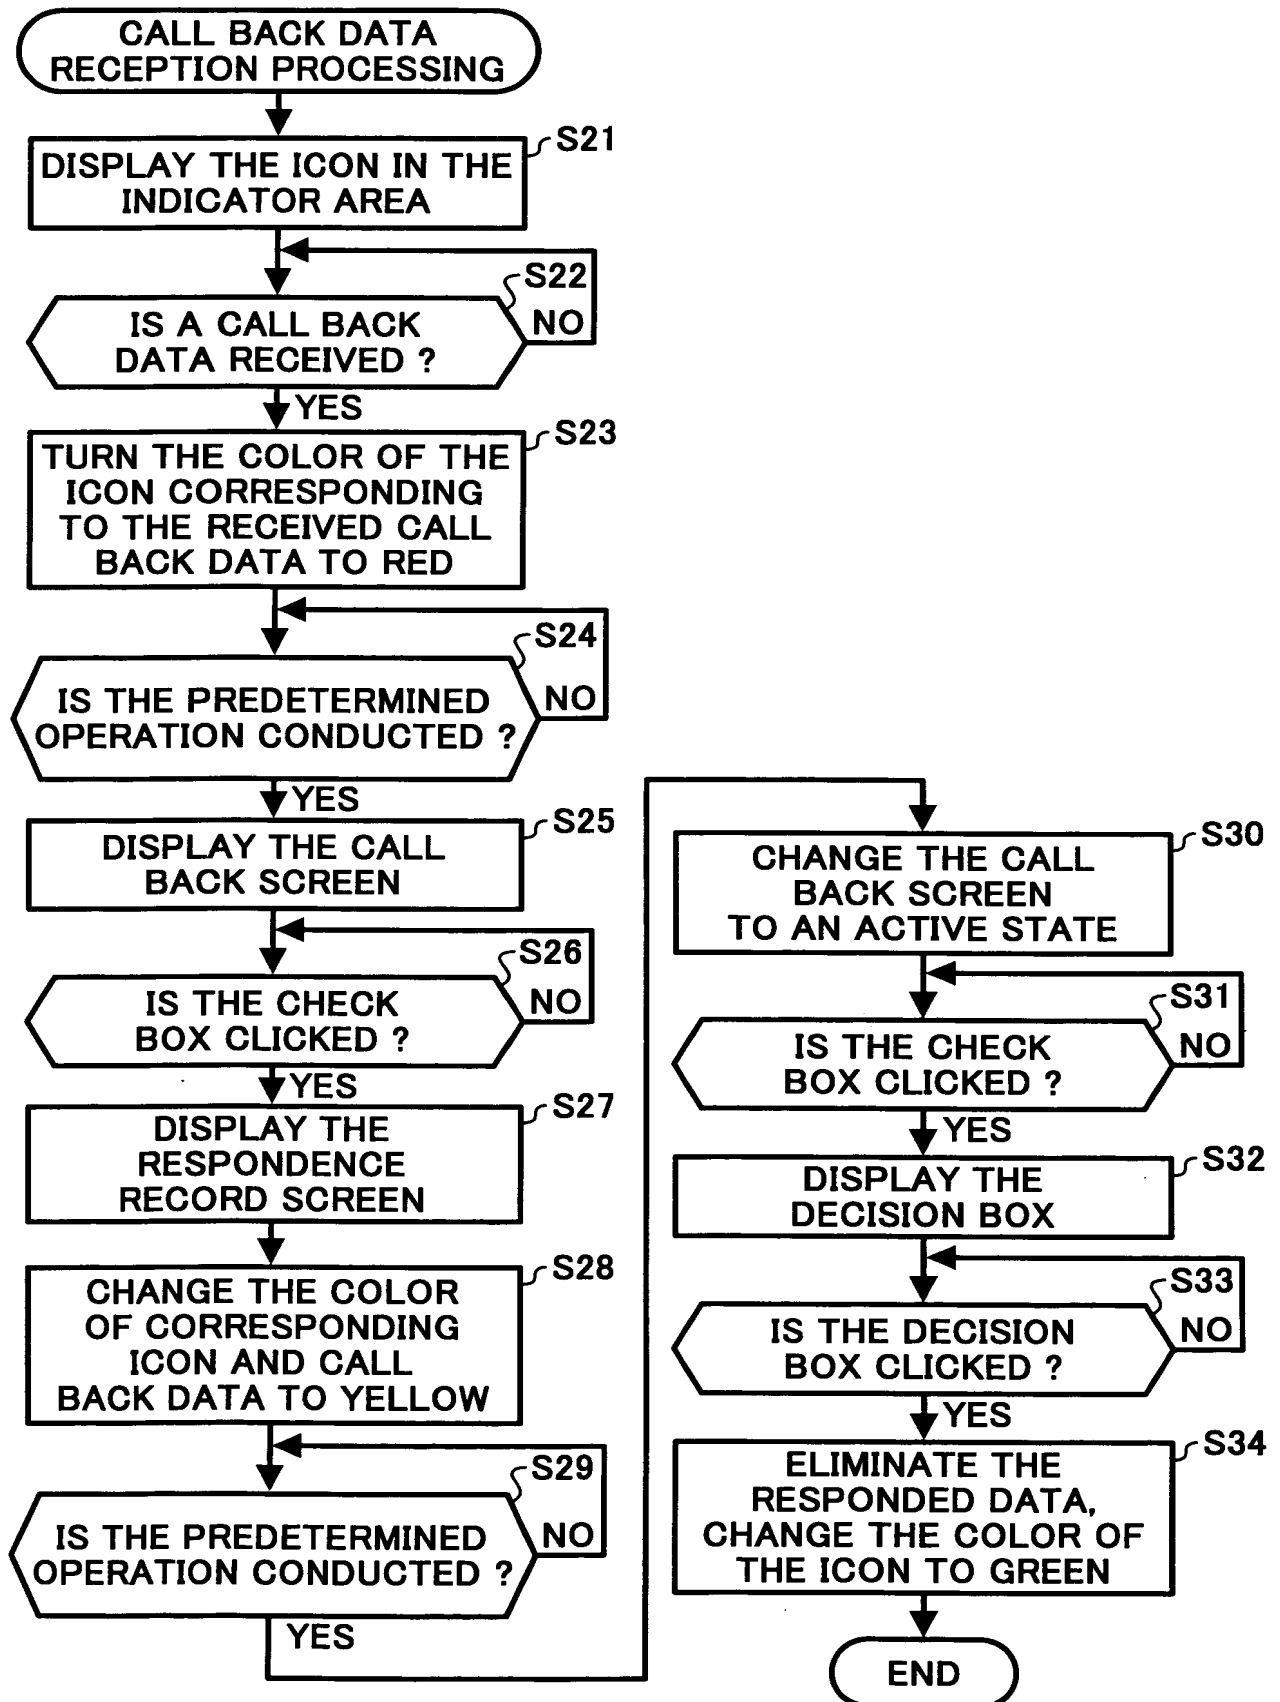 CALL BACK DATA
RECEPTION PROCESSING
S21
DISPLAY THE ICON IN THE
INDICATOR AREA
S22
IS A CALL BACK
DATA RECEIVED ?
NO
YES
S23
TURN THE COLOR OF THE
ICON CORRESPONDING
TO THE RECEIVED CALL
BACK DATA TO RED
S24
IS THE PREDETERMINED
OPERATION CONDUCTED ?
NO
YES
S25
DISPLAY THE CALL
BACK SCREEN
S26
IS THE CHECK
BOX CLICKED ?
NO
YES
S27
DISPLAY THE
RESPONDENCE
RECORD SCREEN
S28
CHANGE THE COLOR
OF CORRESPONDING
ICON AND CALL
BACK DATA TO YELLOW
S29
IS THE PREDETERMINED
OPERATION CONDUCTED ?
NO
YES
S30
CHANGE THE CALL
BACK SCREEN
TO AN ACTIVE STATE
S31
IS THE CHECK
BOX CLICKED ?
NO
YES
S32
DISPLAY THE
DECISION BOX
S33
IS THE DECISION
BOX CLICKED ?
NO
YES
S34
ELIMINATE THE
RESPONDED DATA,
CHANGE THE COLOR OF
THE ICON TO GREEN
END